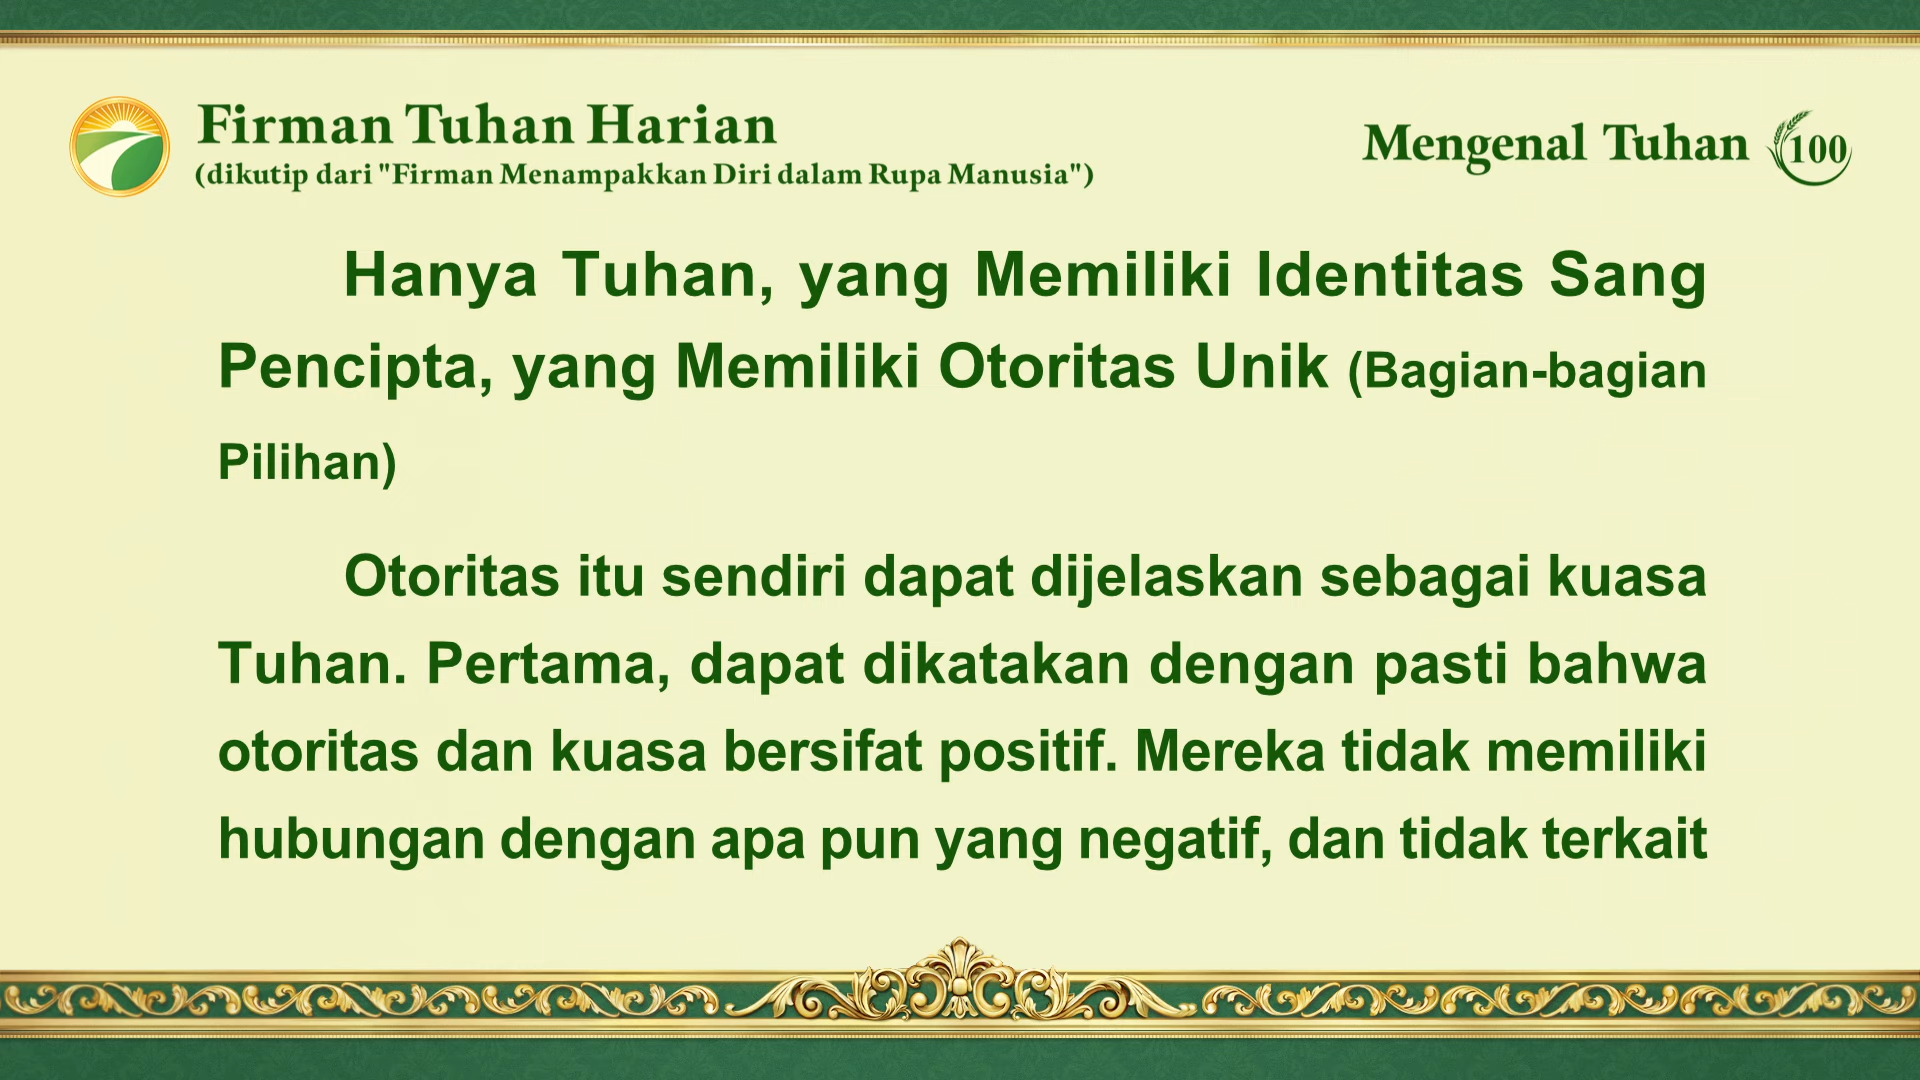 Firman Tuhan Harian
(dikutip dari "Firman Menampakkan Diri dalam Rupa Manusia")
Mengenal Tuhan 100
Hanya Tuhan, yang Memiliki Identitas Sang
Pencipta, yang Memiliki Otoritas Unik (Bagian-bagian
Pilihan)
Otoritas itu sendiri dapat dijelaskan sebagai kuasa
Tuhan. Pertama, dapat dikatakan dengan pasti bahwa
otoritas dan kuasa bersifat positif. Mereka tidak memiliki
hubungan dengan apa pun yang negatif, dan tidak terkait